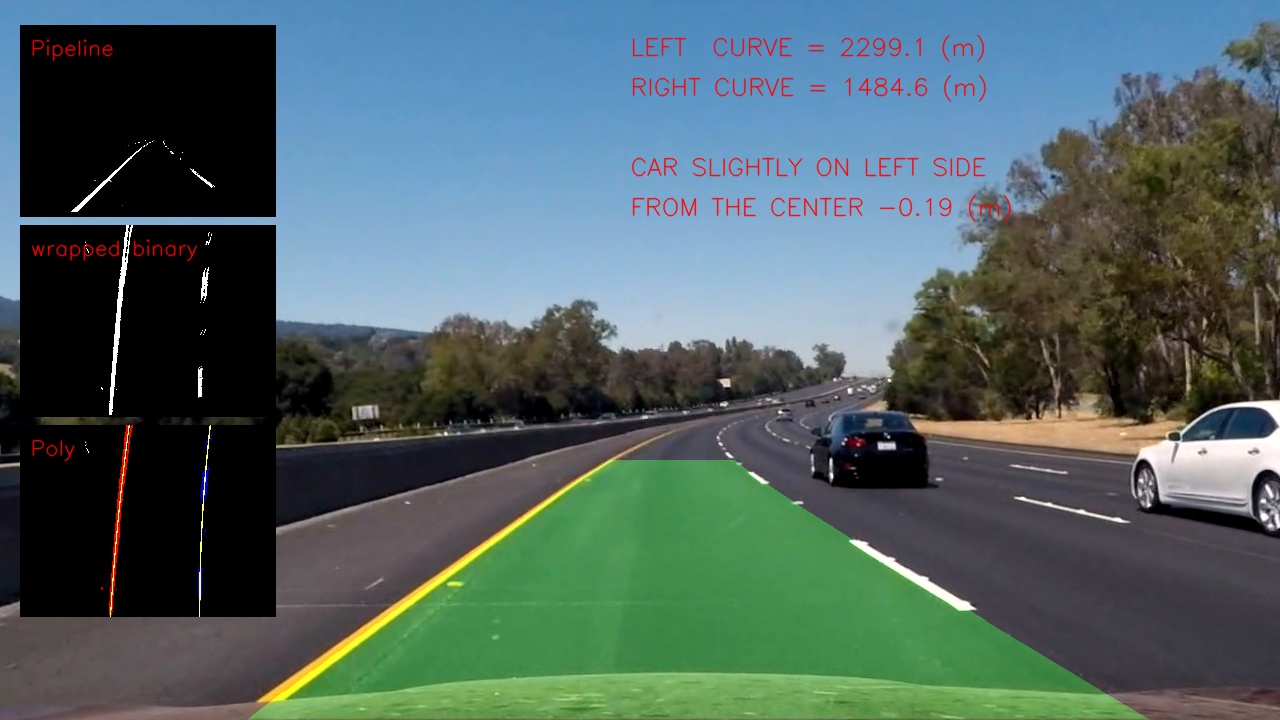 Pipeline
wrapped binary
Poly
LEFT CURVE = 2299.1 (m)
RIGHT CURVE = 1484.6 (m)
CAR SLIGHTLY ON LEFT SIDE
FROM THE CENTER -0.19 (m)